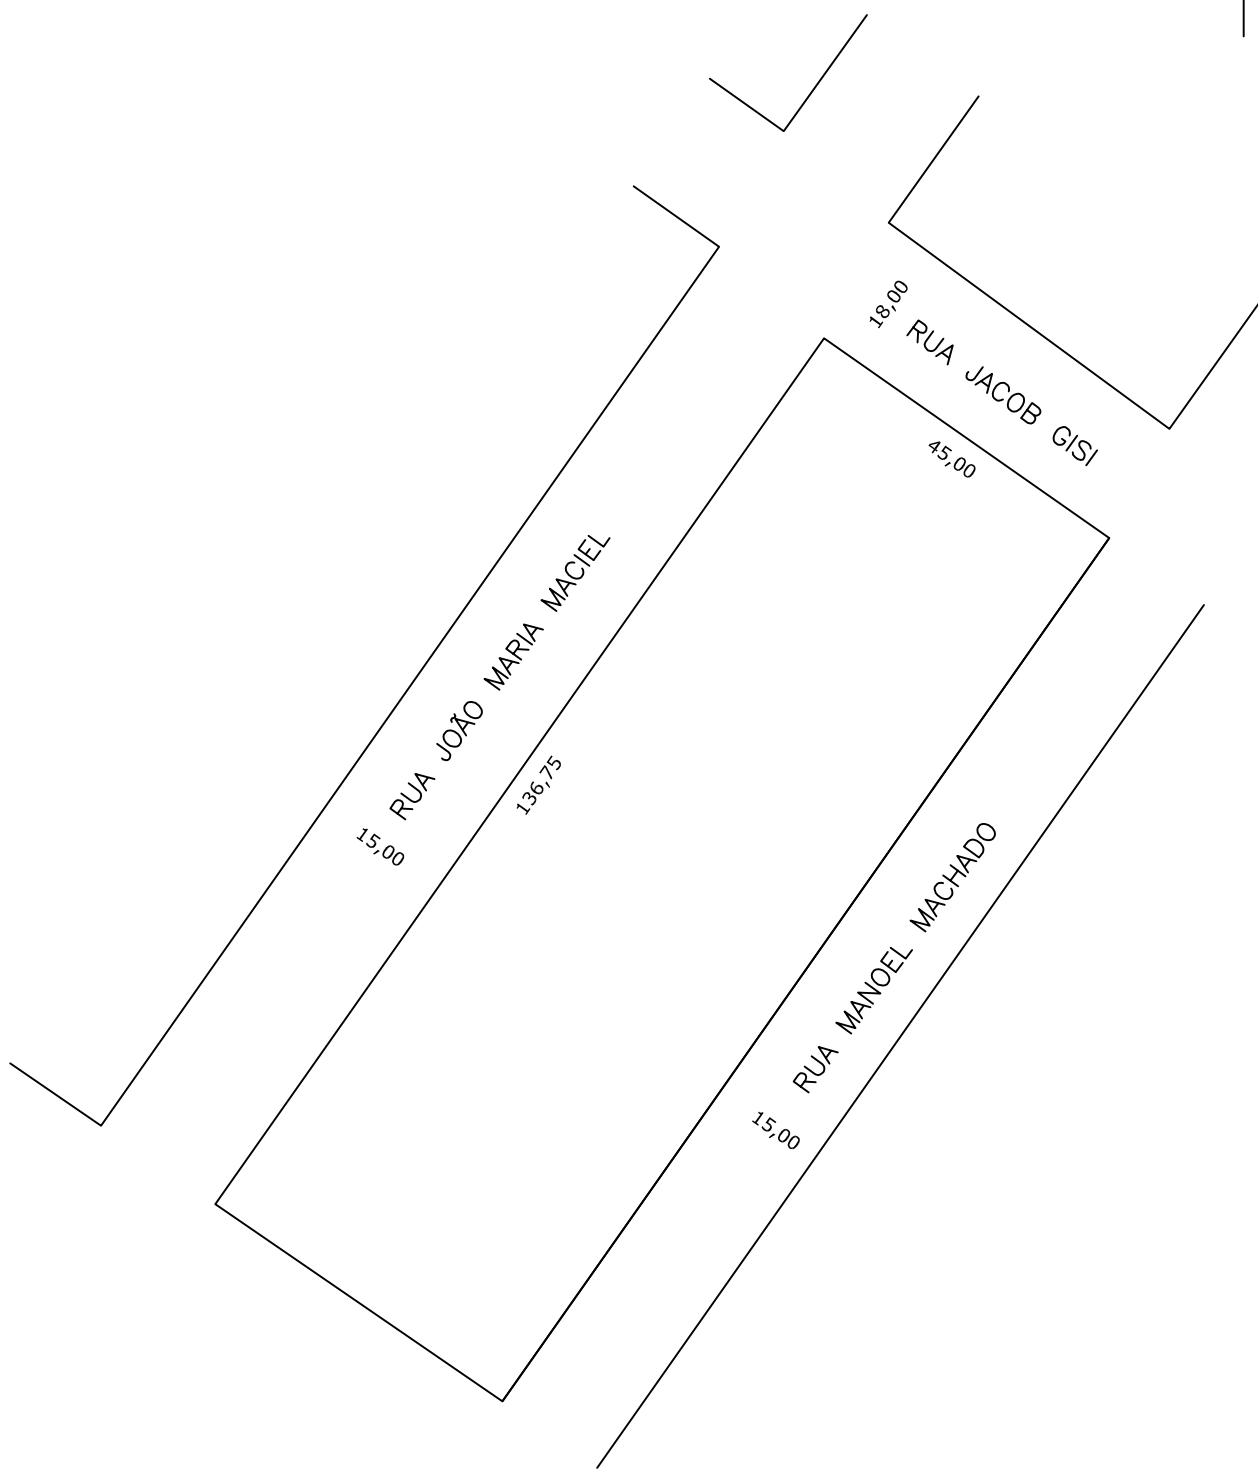 18,00
RUA JACOB GISI
45,00
RUA JOÃO MARIA MACIEL
136,75
15,00
RUA MANOEL MACHADO
15,00